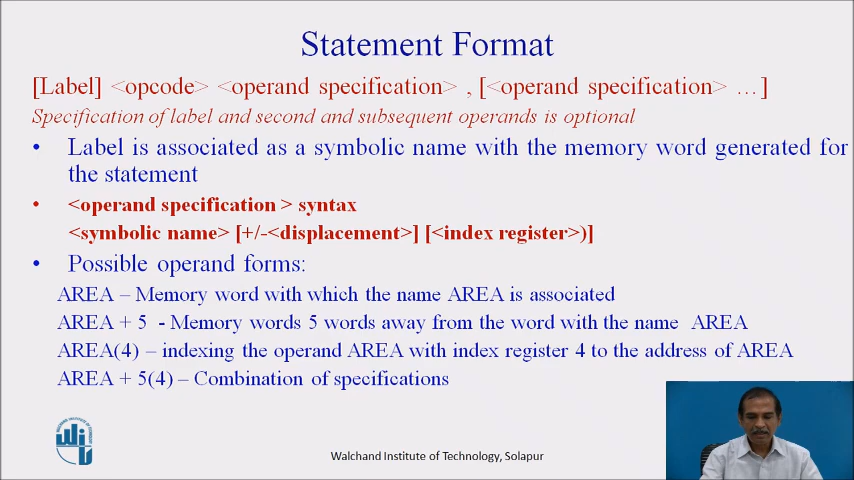 Statement Format
[Label] <opcode> <operand specification> , [<operand specification> …]
Specification of label and second and subsequent operands is optional
• Label is associated as a symbolic name with the memory word generated for
the statement
• <operand specification > syntax
<symbolic name> [+/-<displacement>] [<index register>)]
• Possible operand forms:
AREA – Memory word with which the name AREA is associated
AREA + 5 - Memory words 5 words away from the word with the name AREA
AREA(4) – indexing the operand AREA with index register 4 to the address of AREA
AREA + 5(4) – Combination of specifications
Walchand Institute of Technology, Solapur